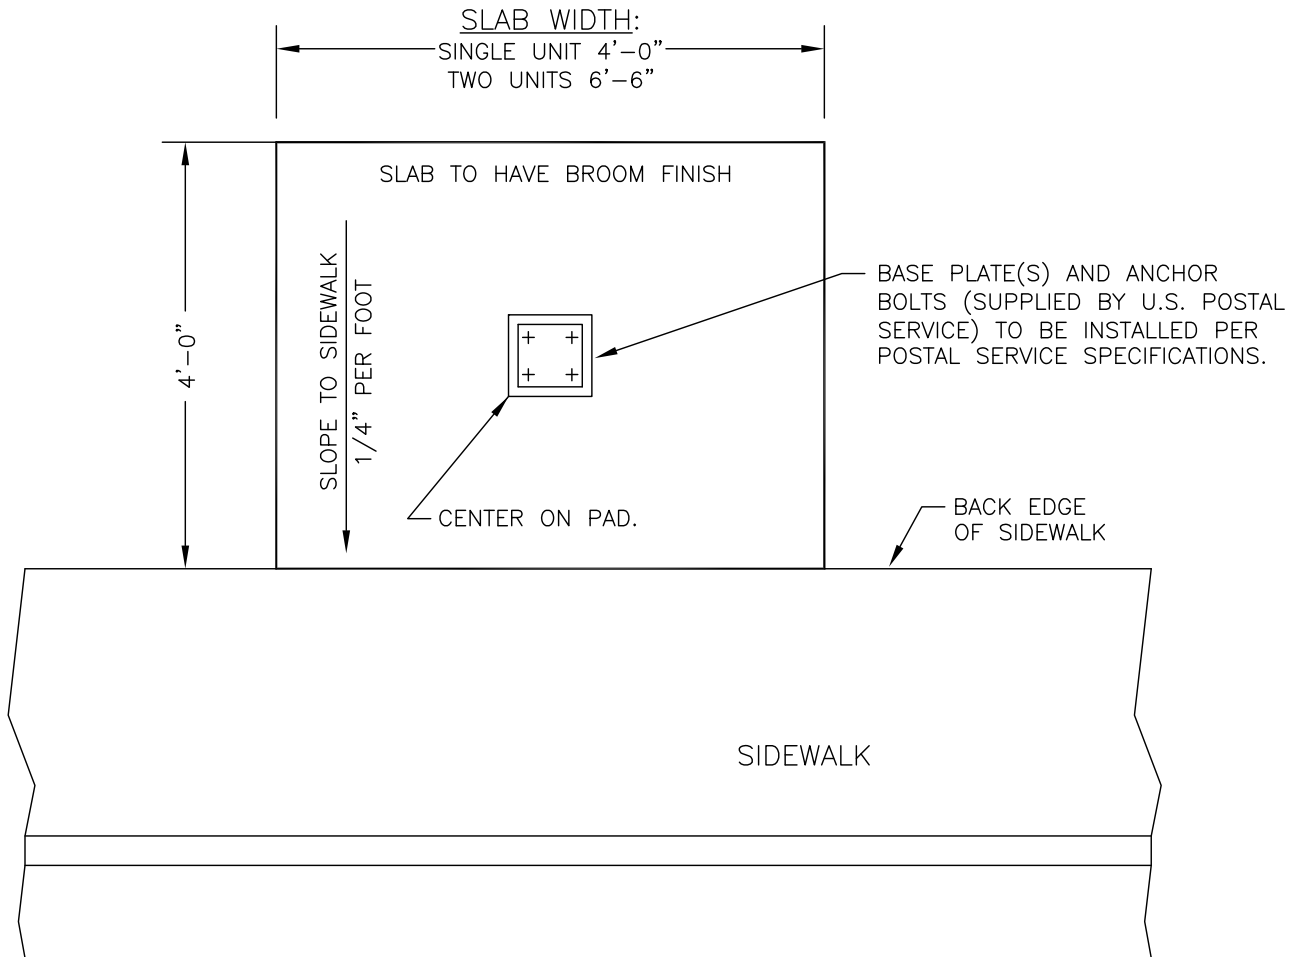 SLAB WIDTH:
SINGLE UNIT 4'-0"
TWO UNITS 6'-6"
SLAB TO HAVE BROOM FINISH
SLOPE TO SIDEWALK
1/4" PER FOOT
4'-0"
BASE PLATE(S) AND ANCHOR
BOLTS (SUPPLIED BY U.S. POSTAL
SERVICE) TO BE INSTALLED PER
POSTAL SERVICE SPECIFICATIONS.
CENTER ON PAD.
BACK EDGE
OF SIDEWALK
SIDEWALK